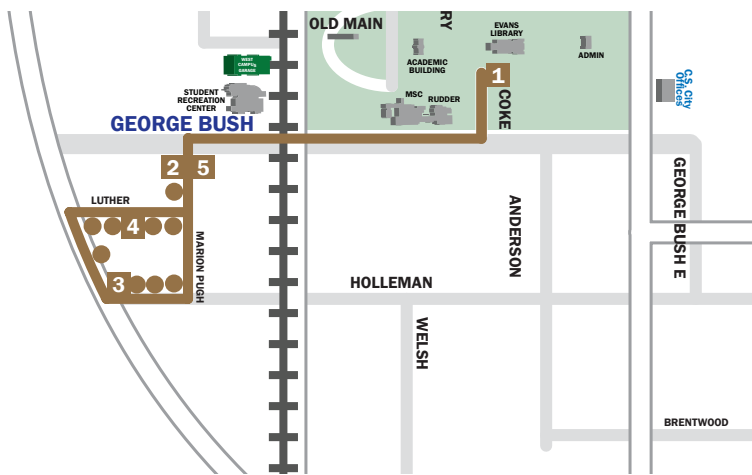 OLD MAIN
RY
EVANS
LIBRARY
ADMIN
ACADEMIC
BUILDING
WEST
CAMPUS
GARAGE
STUDENT
RECREATION
CENTER
1
C.S. City
Offices
MSC
RUDDER
COKE
GEORGE BUSH
2
5
LUTHER
4
3
MARION PUGH
ANDERSON
GEORGE BUSH E
HOLLEMAN
WELSH
BRENTWOOD